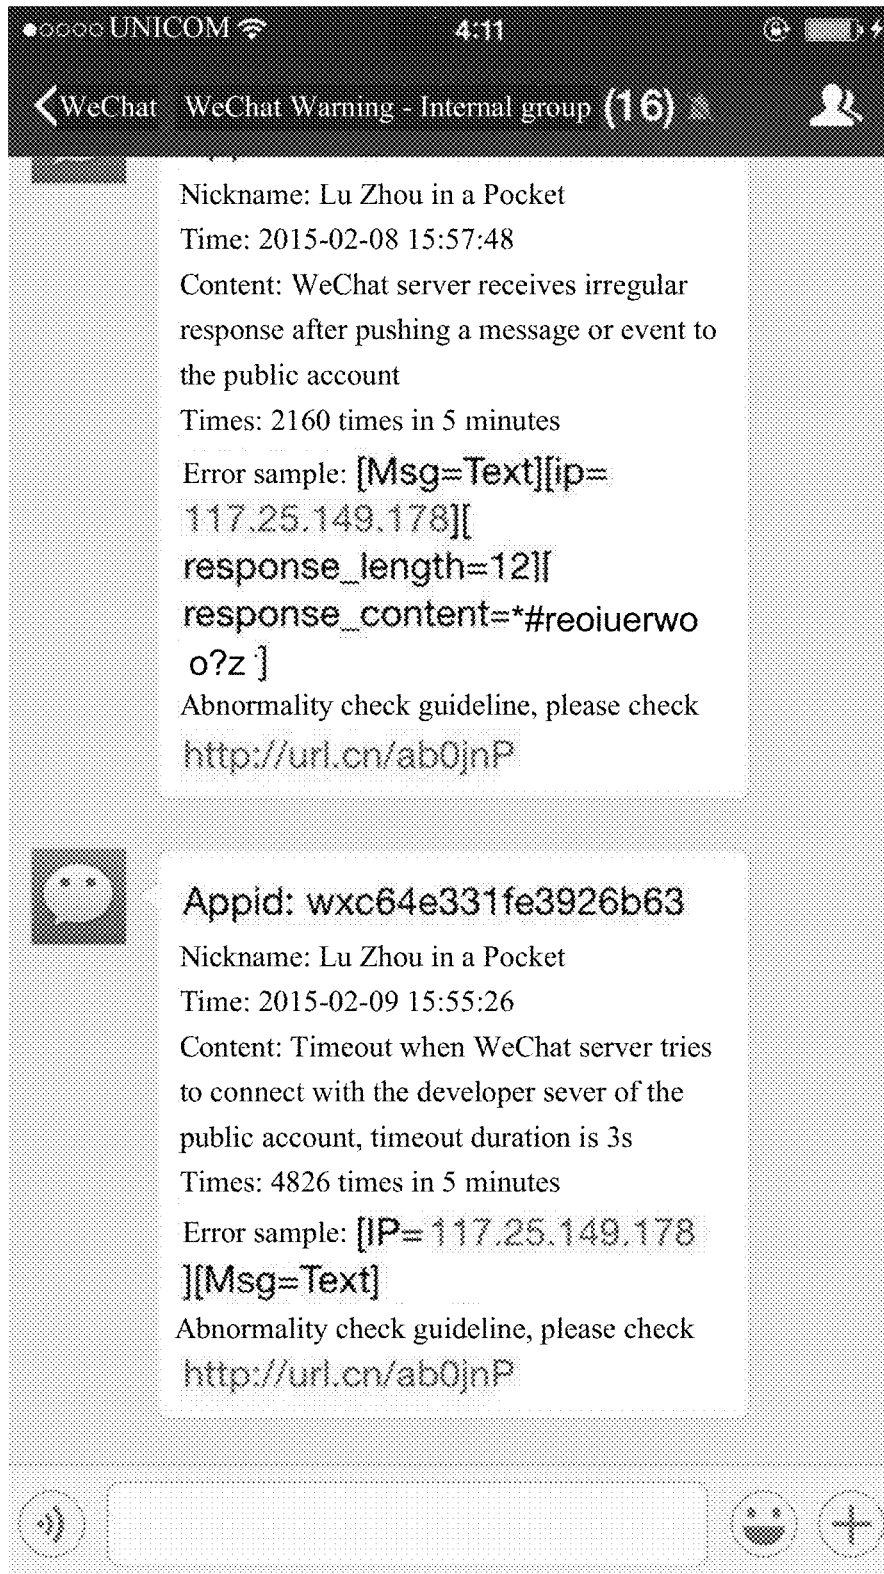 UNICOM 4:11
WeChat WeChat Warning - Internal group (16)
Nickname: Lu Zhou in a Pocket
Time: 2015-02-08 15:57:48
Content: WeChat server receives irregular
response after pushing a message or event to
the public account
Times: 2160 times in 5 minutes
Error sample: [Msg=Text][ip=
117.25.149.178][
response_length=12][
response_content=*#reoiuerwo
o?z ]
Abnormality check guideline, please check
http://url.cn/ab0jnP
Appid: wxc64e331fe3926b63
Nickname: Lu Zhou in a Pocket
Time: 2015-02-09 15:55:26
Content: Timeout when WeChat server tries
to connect with the developer sever of the
public account, timeout duration is 3s
Times: 4826 times in 5 minutes
Error sample: [IP=117.25.149.178
][Msg=Text]
Abnormality check guideline, please check
http://url.cn/ab0jnP